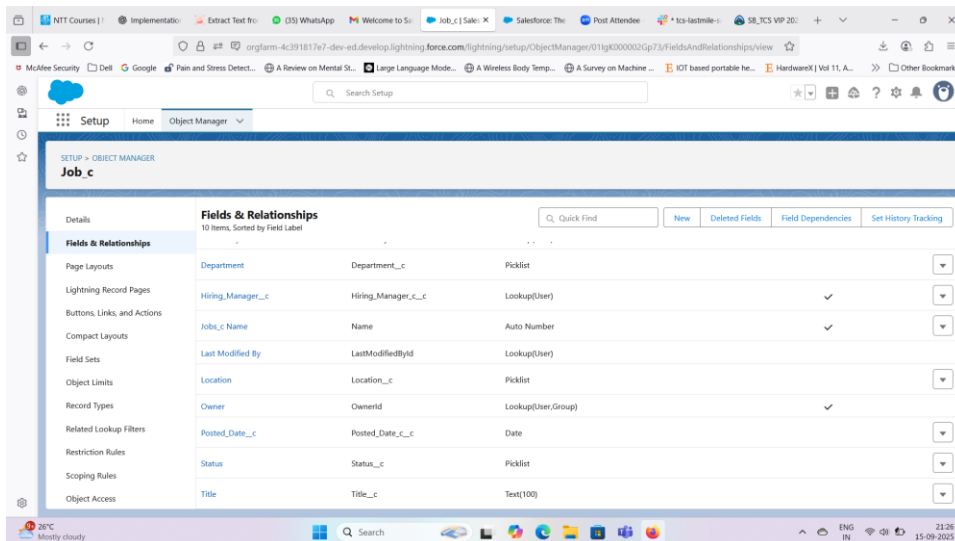 NTT Courses | !
Implementatio
Extract Text fro
(35) WhatsApp
Welcome to Sa
Job_c | Sales
Salesforce: The
Post Attendee
*tcs-lastmile-s
SB_TCS VIP 202
orgfarm-4c391817e7-dev-ed.develop.lightning.force.com/lightning/setup/ObjectManager/01IgK000002Gp73/FieldsAndRelationships/view
McAfee Security
Dell
Google
Pain and Stress Detect...
A Review on Mental St...
Large Language Mode...
A Wireless Body Temp...
A Survey on Machine ...
IOT based portable he...
HardwareX | Vol 11, A...
Other Bookmark
Search Setup
Setup
Home
Object Manager
SETUP > OBJECT MANAGER
Job_c
Details
Fields & Relationships
Page Layouts
Lightning Record Pages
Buttons, Links, and Actions
Compact Layouts
Field Sets
Object Limits
Record Types
Related Lookup Filters
Restriction Rules
Scoping Rules
Object Access
Fields & Relationships
10 Items, Sorted by Field Label
Quick Find
New
Deleted Fields
Field Dependencies
Set History Tracking
Department Department__c Picklist
Hiring_Manager__c Hiring_Manager_c__c Lookup(User)
Jobs_c Name Name Auto Number
Last Modified By LastModifiedById Lookup(User)
Location Location__c Picklist
Owner OwnerId Lookup(User,Group)
Posted_Date__c Posted_Date_c__c Date
Status Status__c Picklist
Title Title__c Text(100)
9+
26°C
Mostly cloudy
Search
ENG
IN
21:26
15-09-2025